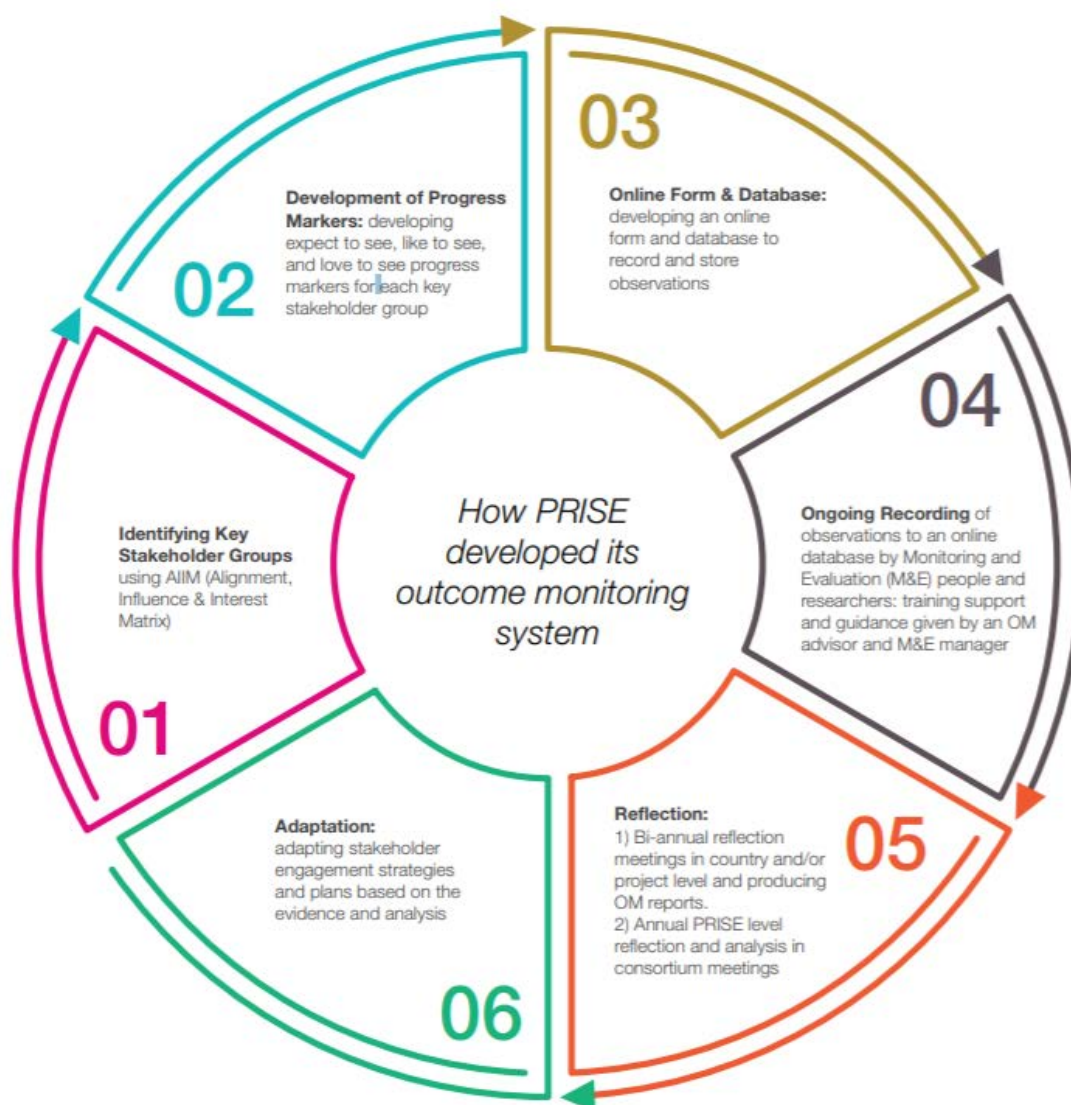 How PRISE
developed its
outcome monitoring
system
01
Identifying Key
Stakeholder Groups
using AIIM (Alignment,
Influence & Interest
Matrix)
02
Development of Progress
Markers: developing
expect to see, like to see,
and love to see progress
markers for each key
stakeholder group
03
Online Form & Database:
developing an online
form and database to
record and store
observations
04
Ongoing Recording of
observations to an online
database by Monitoring and
Evaluation (M&E) people and
researchers: training support
and guidance given by an OM
advisor and M&E manager
05
Reflection:
1) Bi-annual reflection
meetings in country and/or
project level and producing
OM reports.
2) Annual PRISE level
reflection and analysis in
consortium meetings
06
Adaptation:
adapting stakeholder
engagement strategies
and plans based on the
evidence and analysis